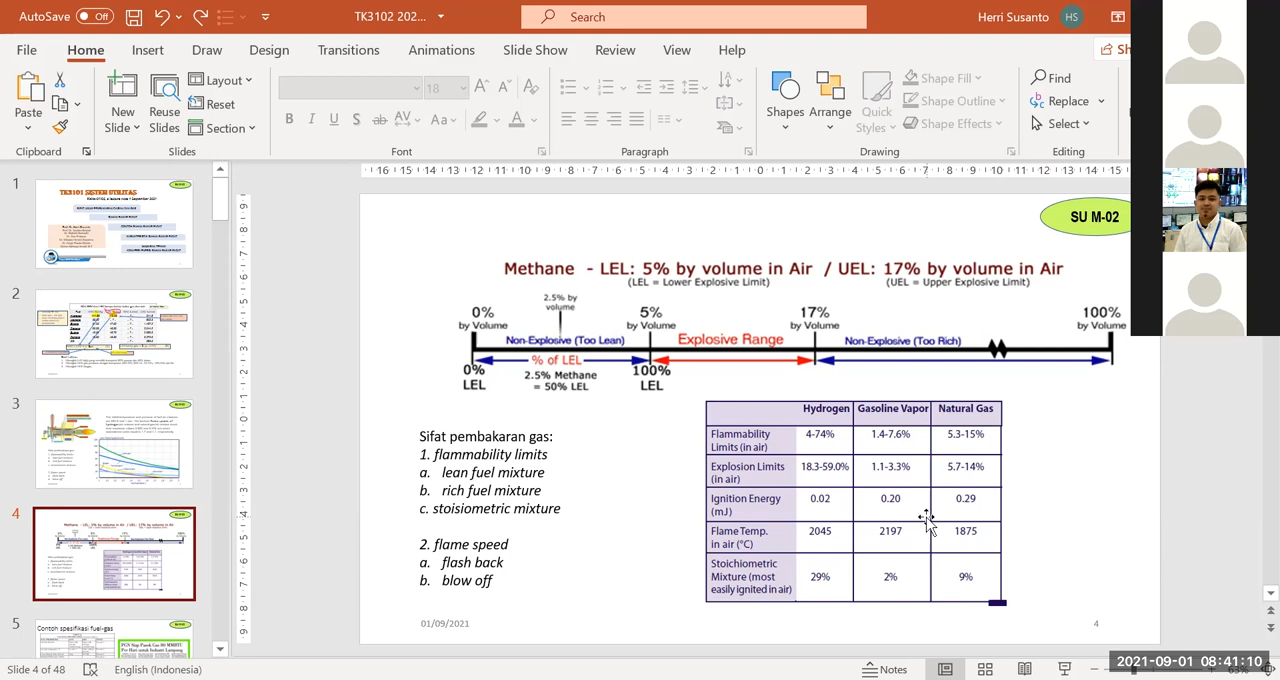 AutoSave Off TK3102 202... Search Herri Susanto HS
File Home Insert Draw Design Transitions Animations Slide Show Review View Help Sh
Paste
Clipboard
New Slide
Reuse Slides
Layout
Reset
Section
Slides
18
B I U S ab AV Aa A
Font
Paragraph
Shapes
Arrange
Quick Styles
Shape Fill
Shape Outline
Shape Effects
Drawing
Find
Replace
Select
Editing
1
2
3
4
5
TK3101 SISTEM UTILITAS
Contoh spesifikasi fuel-gas
SU M-02
Methane - LEL: 5% by volume in Air / UEL: 17% by volume in Air
(LEL = Lower Explosive Limit) (UEL = Upper Explosive Limit)
0% by Volume
2.5% by volume
5% by Volume
17% by Volume
100% by Volume
Non-Explosive (Too Lean) Explosive Range Non-Explosive (Too Rich)
% of LEL
0% LEL
2.5% Methane = 50% LEL
100% LEL
Sifat pembakaran gas:
1. flammability limits
a. lean fuel mixture
b. rich fuel mixture
c. stoisiometric mixture
2. flame speed
a. flash back
b. blow off
Hydrogen Gasoline Vapor Natural Gas
Flammability Limits (in air) 4-74% 1.4-7.6% 5.3-15%
Explosion Limits (in air) 18.3-59.0% 1.1-3.3% 5.7-14%
Ignition Energy (mJ) 0.02 0.20 0.29
Flame Temp. in air (°C) 2045 2197 1875
Stoichiometric Mixture (most easily ignited in air) 29% 2% 9%
01/09/2021 4
Slide 4 of 48 English (Indonesia) Notes
2021-09-01 08:41:10